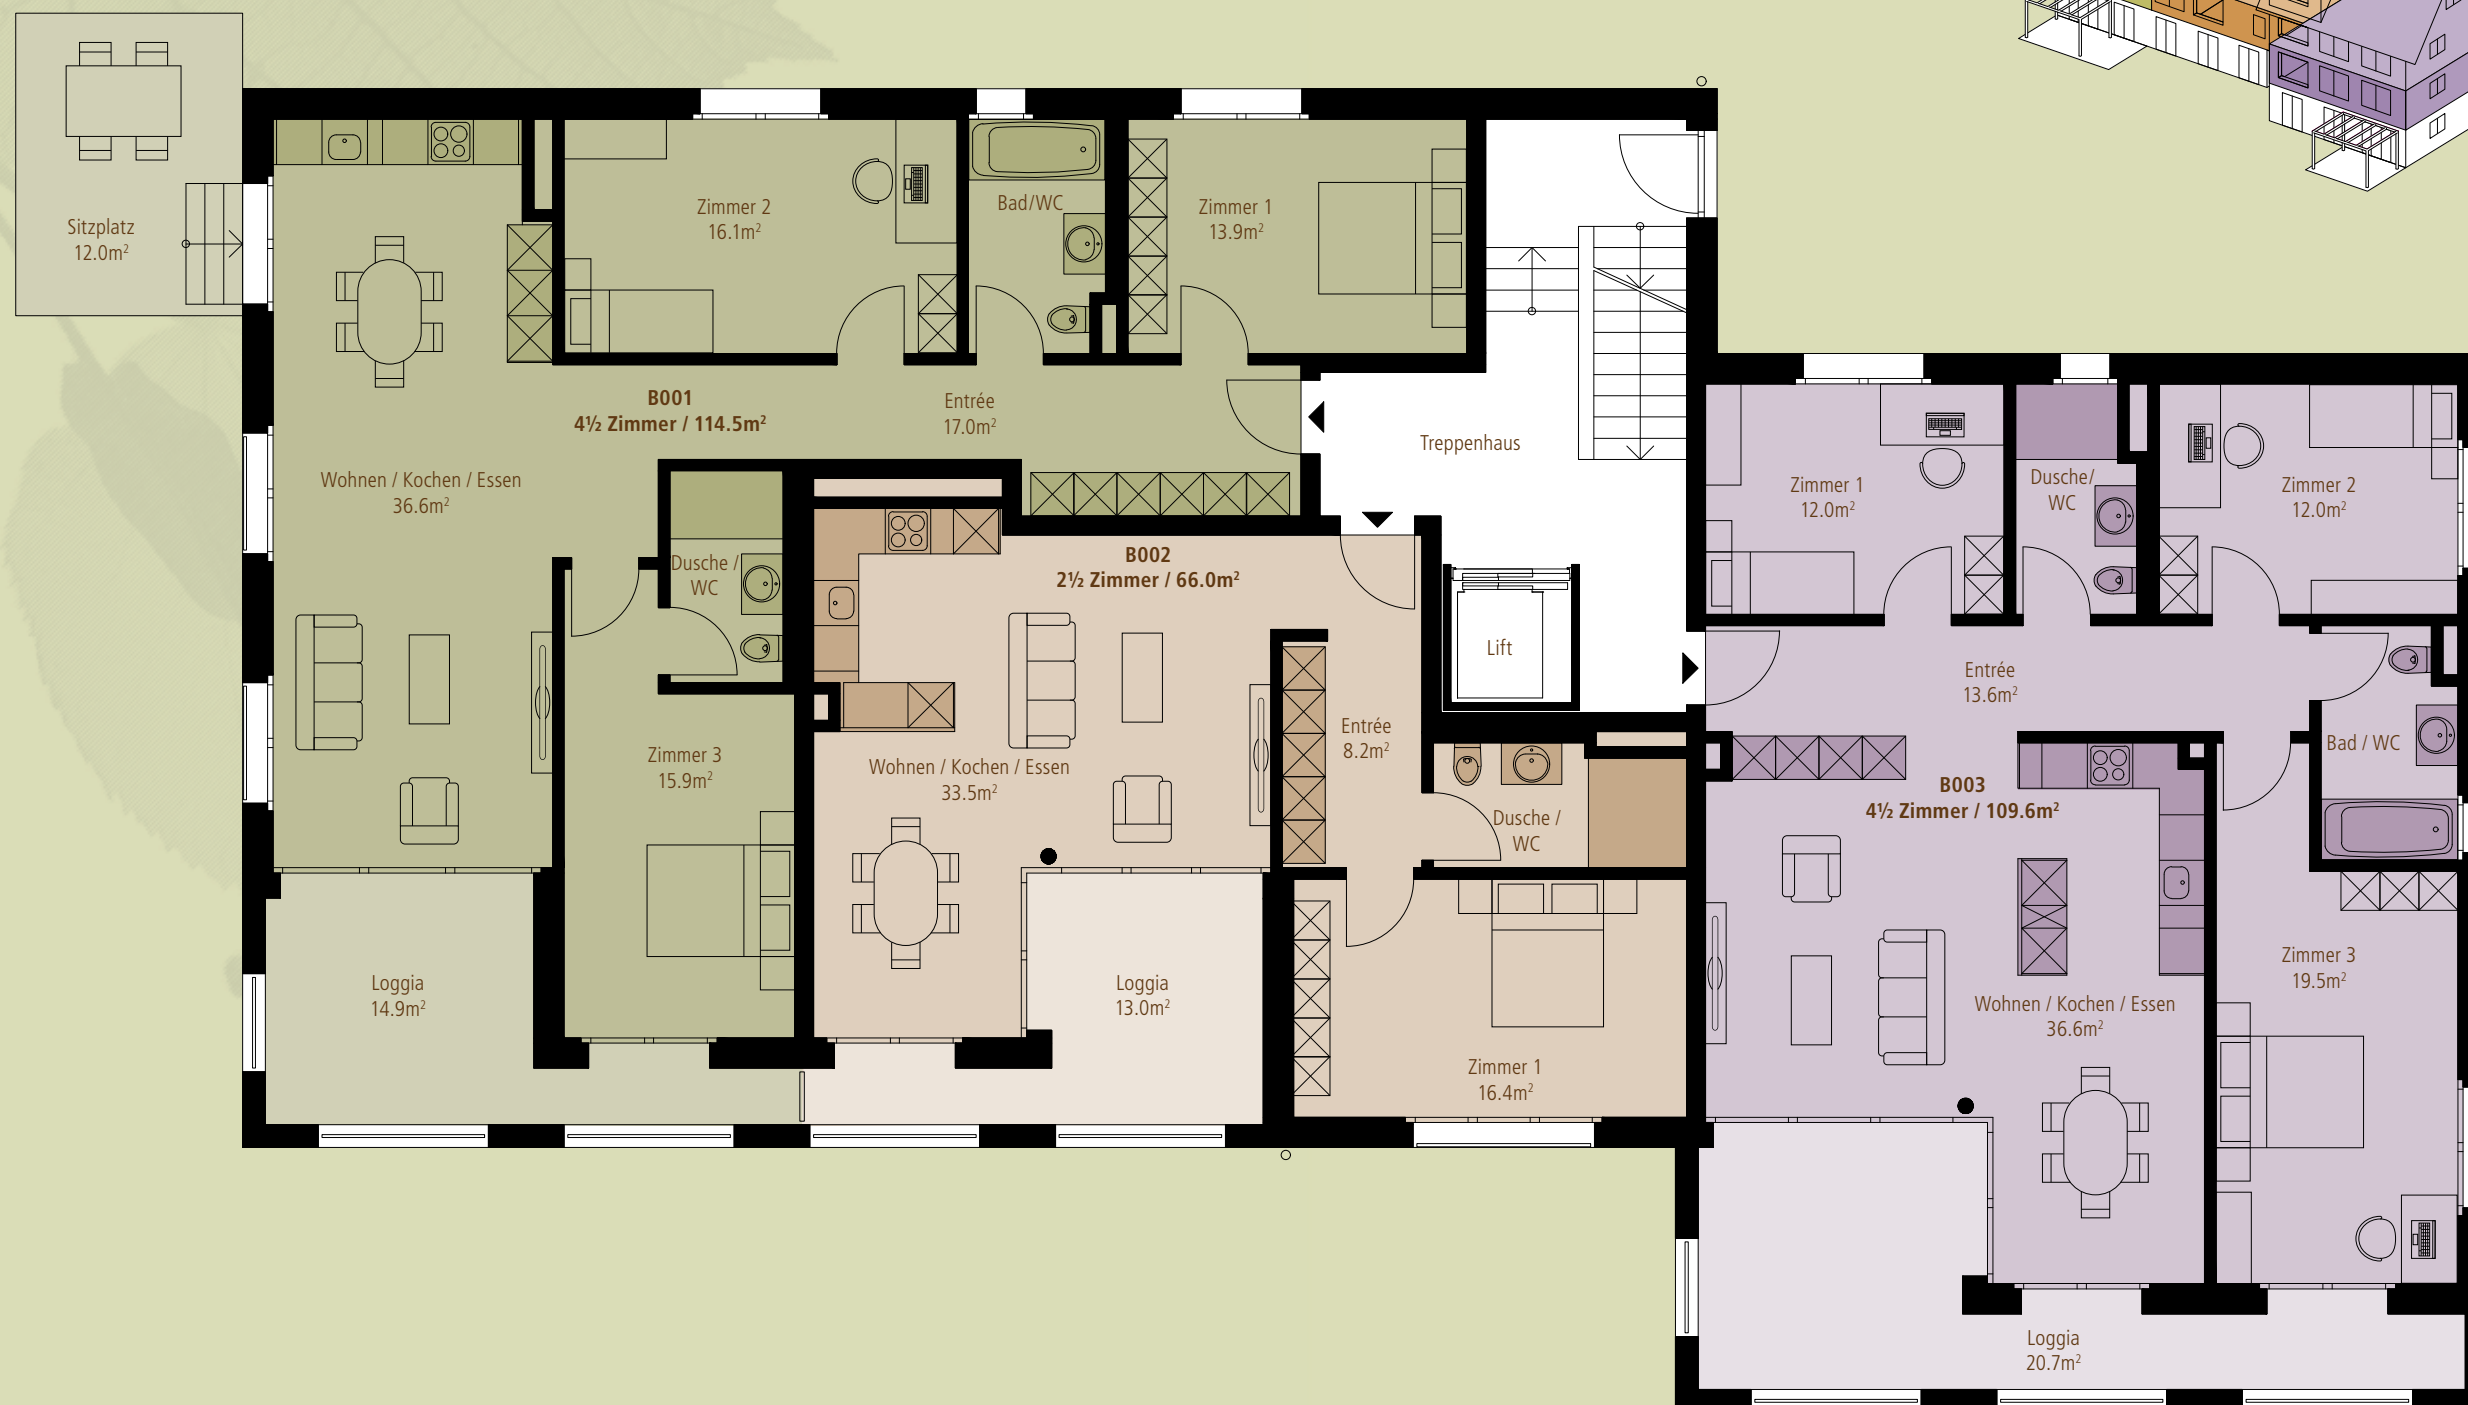 Sitzplatz
12.0m²
Zimmer 2
16.1m²
Bad/WC
Zimmer 1
13.9m²
B001
4½ Zimmer / 114.5m²
Entrée
17.0m²
Wohnen / Kochen / Essen
36.6m²
Dusche /
WC
Zimmer 3
15.9m²
Loggia
14.9m²
Treppenhaus
Lift
B002
2½ Zimmer / 66.0m²
Entrée
8.2m²
Wohnen / Kochen / Essen
33.5m²
Dusche /
WC
Loggia
13.0m²
Zimmer 1
16.4m²
Zimmer 1
12.0m²
Dusche/
WC
Zimmer 2
12.0m²
Entrée
13.6m²
Bad / WC
B003
4½ Zimmer / 109.6m²
Zimmer 3
19.5m²
Wohnen / Kochen / Essen
36.6m²
Loggia
20.7m²